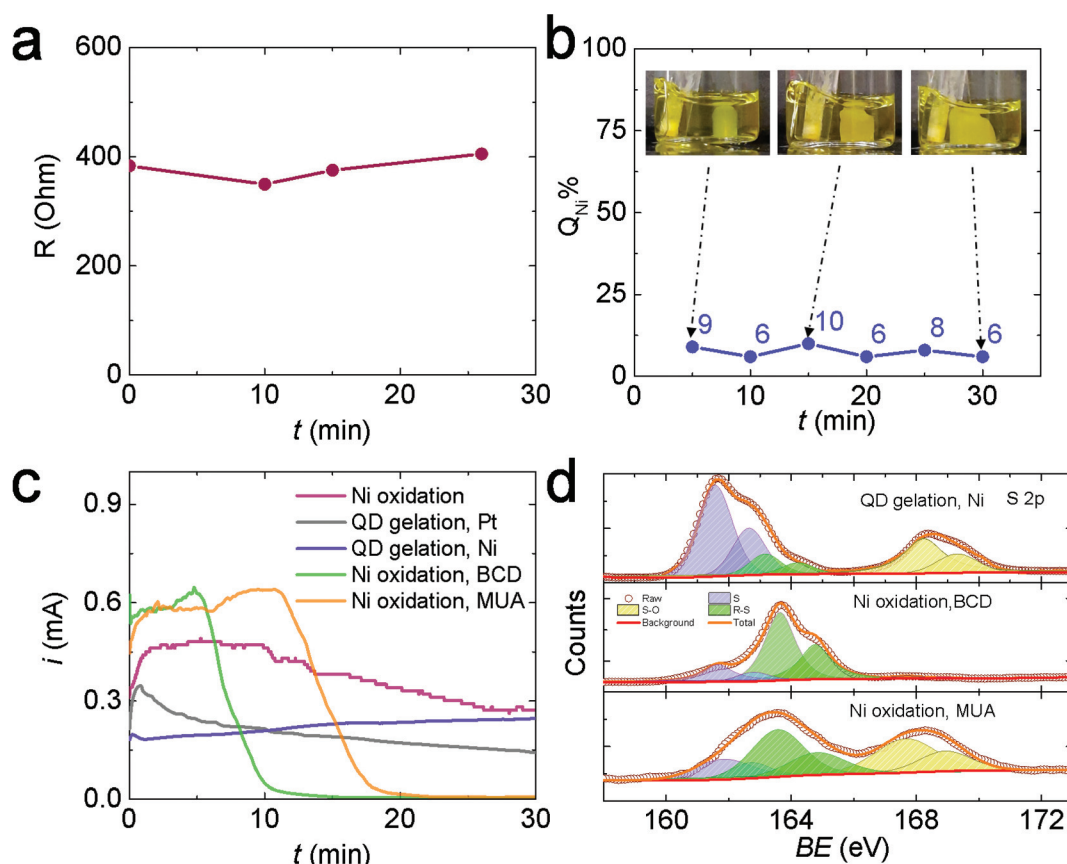 a
600
400
200
0
R (Ohm)
0
10
20
30
t (min)
b
100
75
50
25
0
Q_Ni%
9
6
10
6
8
6
0
10
20
30
t (min)
c
0.9
0.6
0.3
0.0
i (mA)
Ni oxidation
QD gelation, Pt
QD gelation, Ni
Ni oxidation, BCD
Ni oxidation, MUA
0
10
20
30
t (min)
d
QD gelation, Ni
S 2p
Ni oxidation,BCD
Raw
S
S-O
R-S
Background
Total
Ni oxidation, MUA
Counts
160
164
168
172
BE (eV)